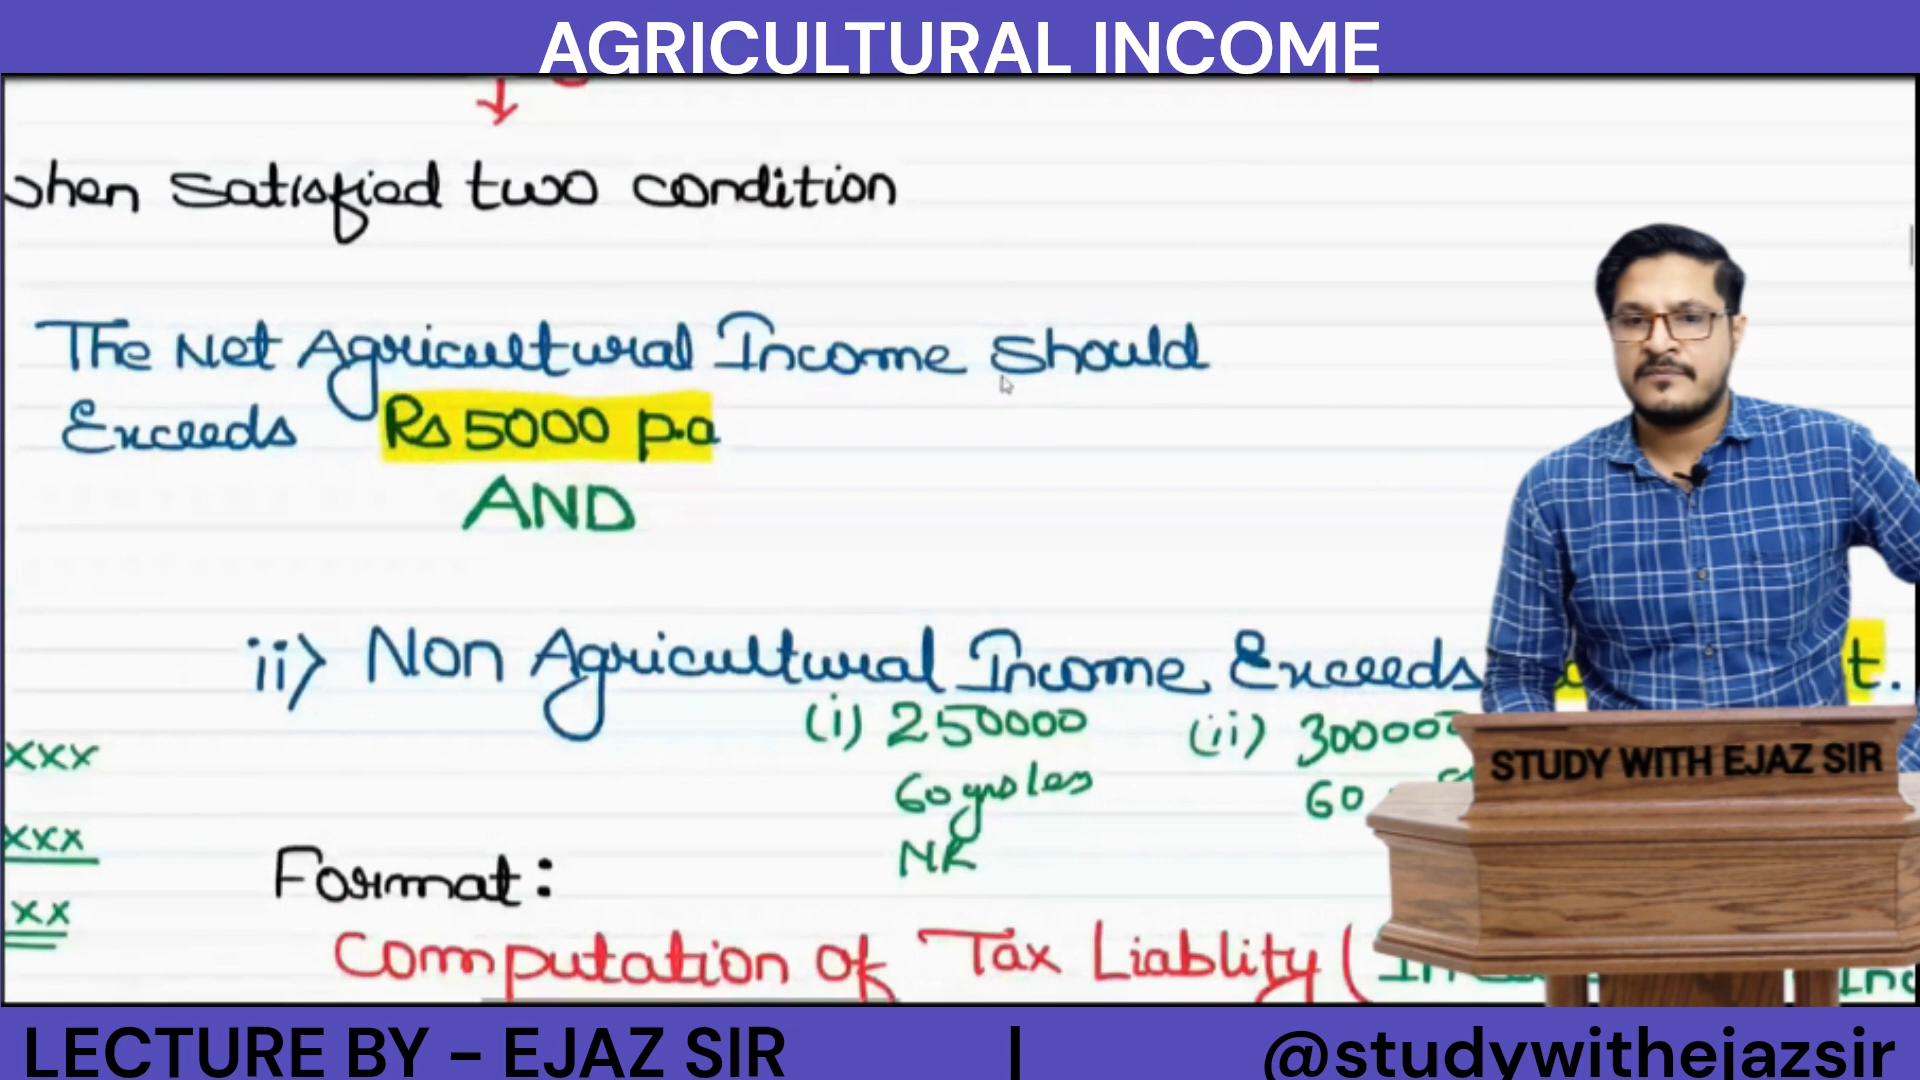 AGRICULTURAL INCOME
when Satisfied two condition
The Net Agricultural Income should
Exceeds Rs 5000 p.a
AND
ii) Non Agricultural Income Exceeds
(i) 250000 (ii) 300000
60 yrs les 60
NR
xxx
xxx
xx
Format:
Computation of Tax Liablity (
STUDY WITH EJAZ SIR
LECTURE BY - EJAZ SIR | @studywithejazsir